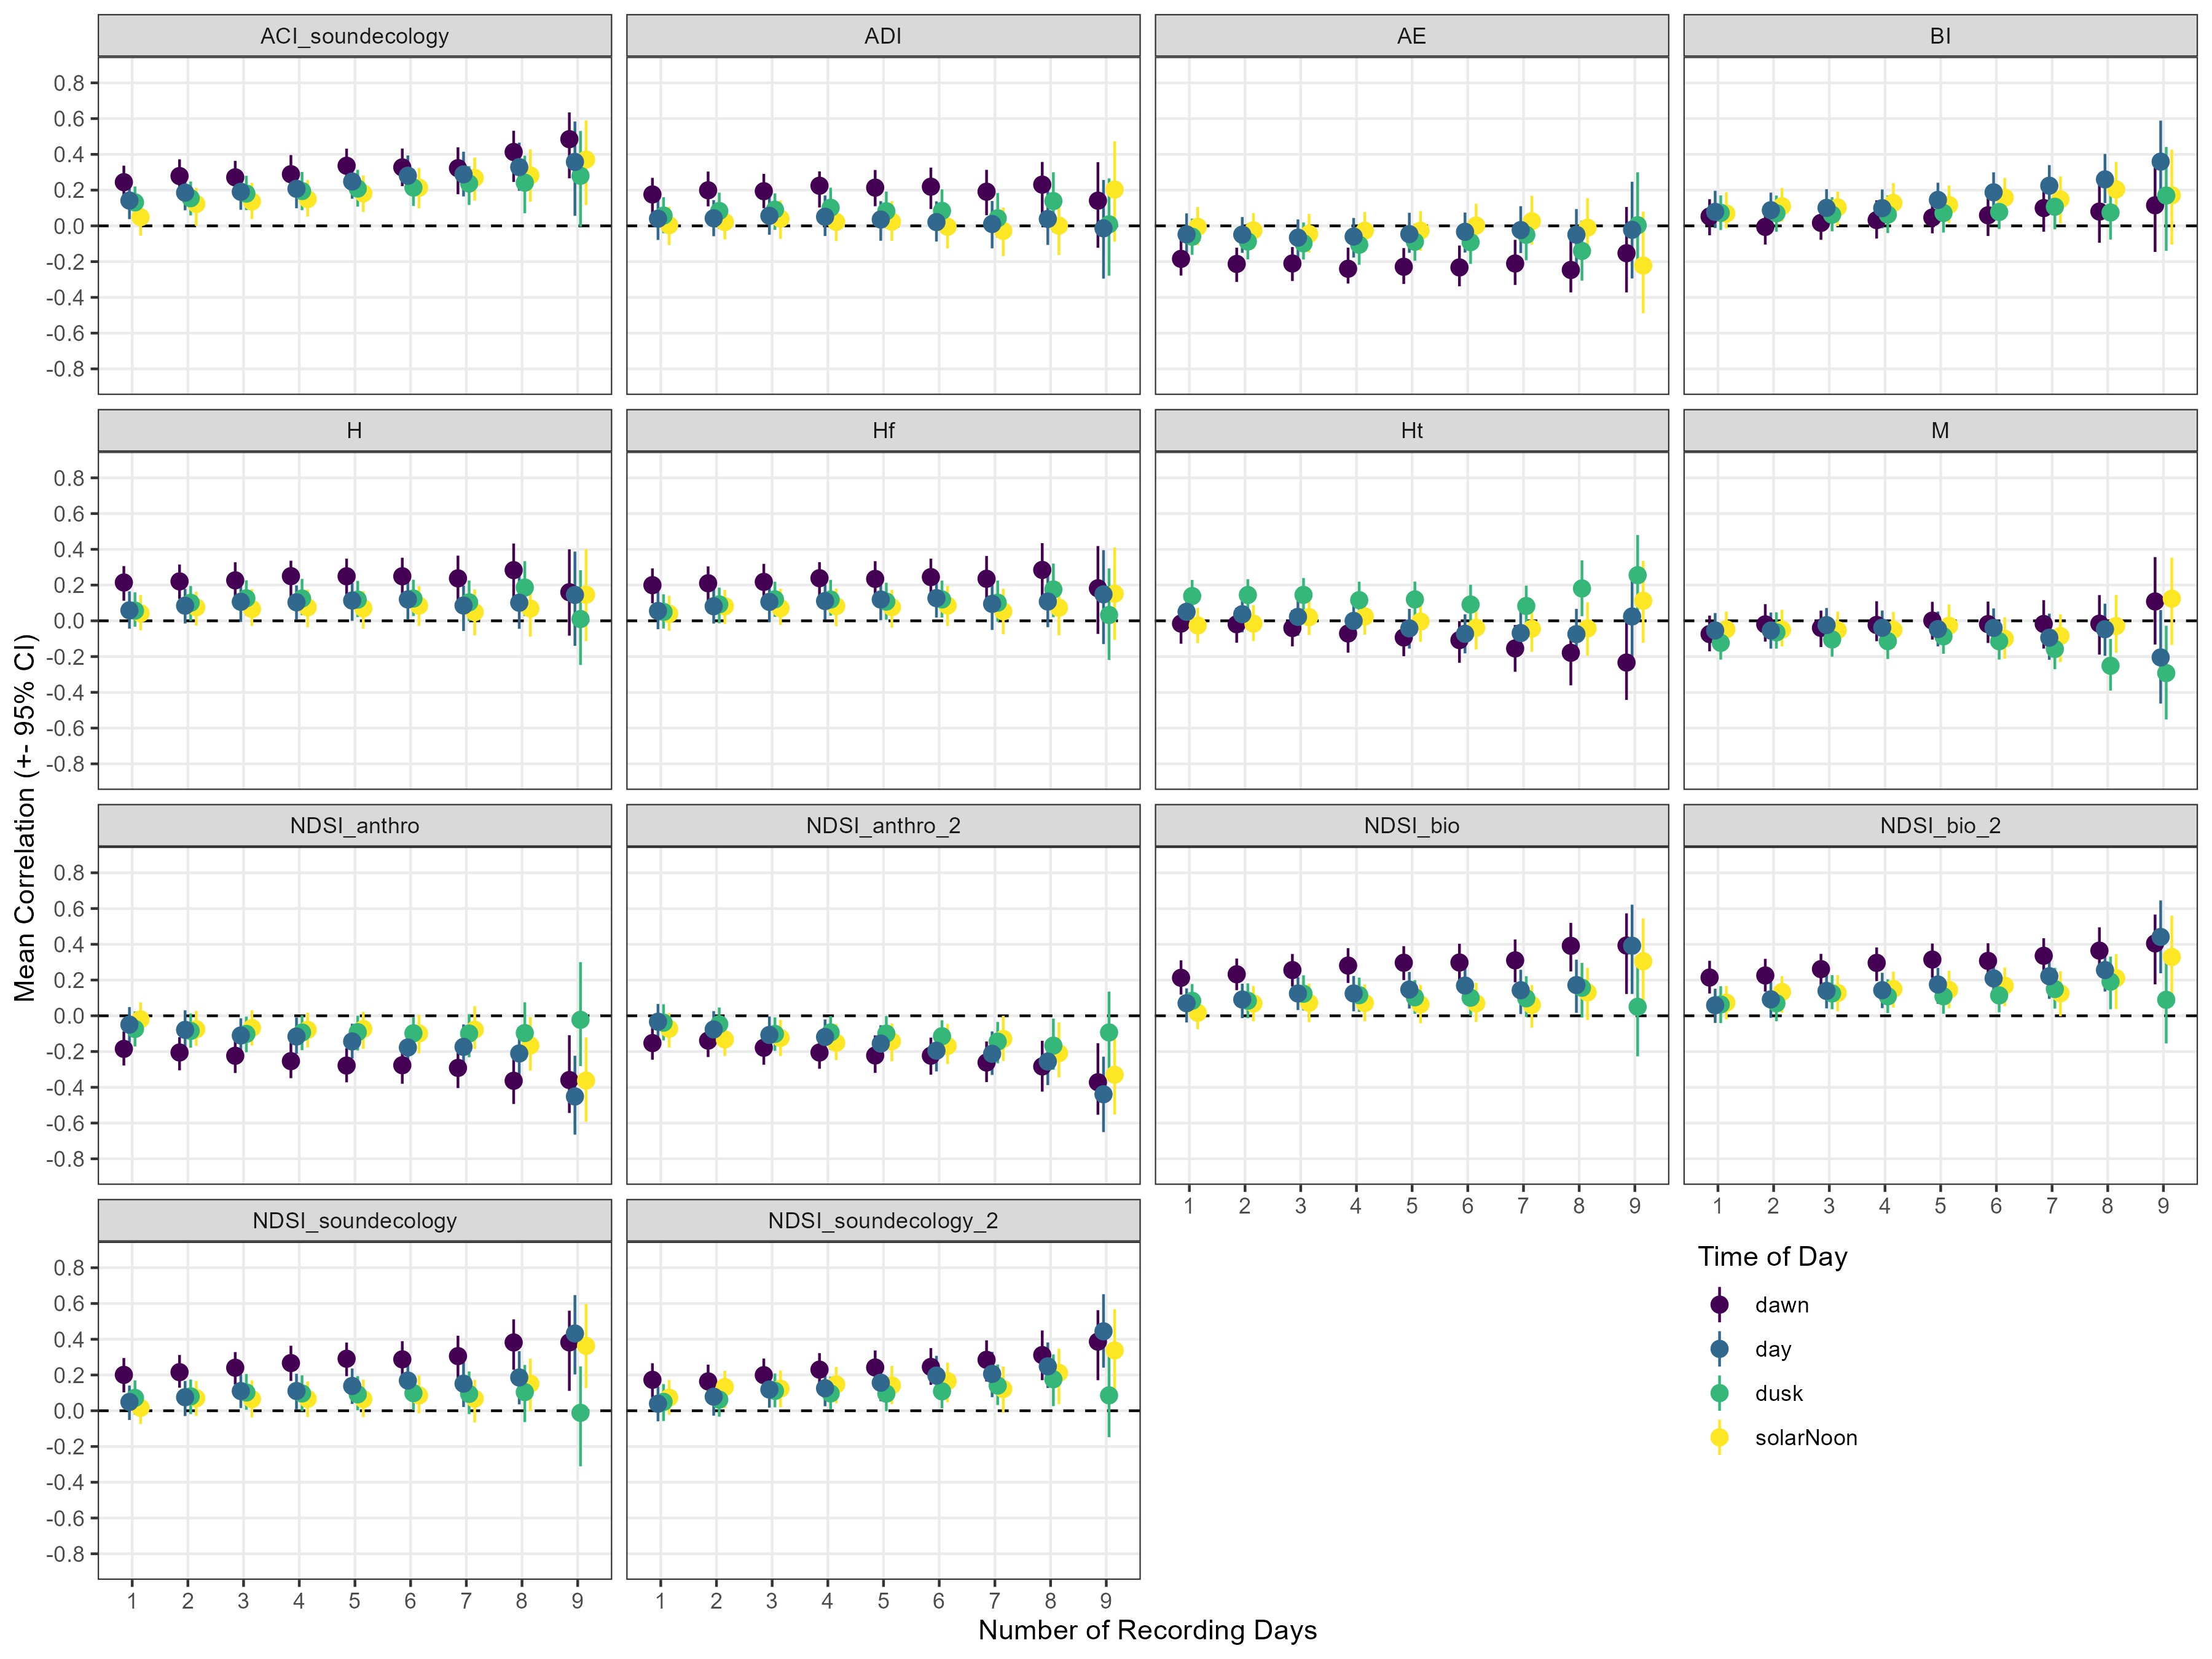 ACI_soundecology ADI AE BI
0.8
0.6
0.4
0.2
0.0
-0.2
-0.4
-0.6
-0.8
H Hf Ht M
0.8
0.6
0.4
0.2
0.0
-0.2
-0.4
-0.6
-0.8
Mean Correlation (+- 95% CI)
NDSI_anthro NDSI_anthro_2 NDSI_bio NDSI_bio_2
0.8
0.6
0.4
0.2
0.0
-0.2
-0.4
-0.6
-0.8
1 2 3 4 5 6 7 8 9 1 2 3 4 5 6 7 8 9
NDSI_soundecology NDSI_soundecology_2
0.8
0.6
0.4
0.2
0.0
-0.2
-0.4
-0.6
-0.8
1 2 3 4 5 6 7 8 9 1 2 3 4 5 6 7 8 9
Number of Recording Days
Time of Day
dawn
day
dusk
solarNoon